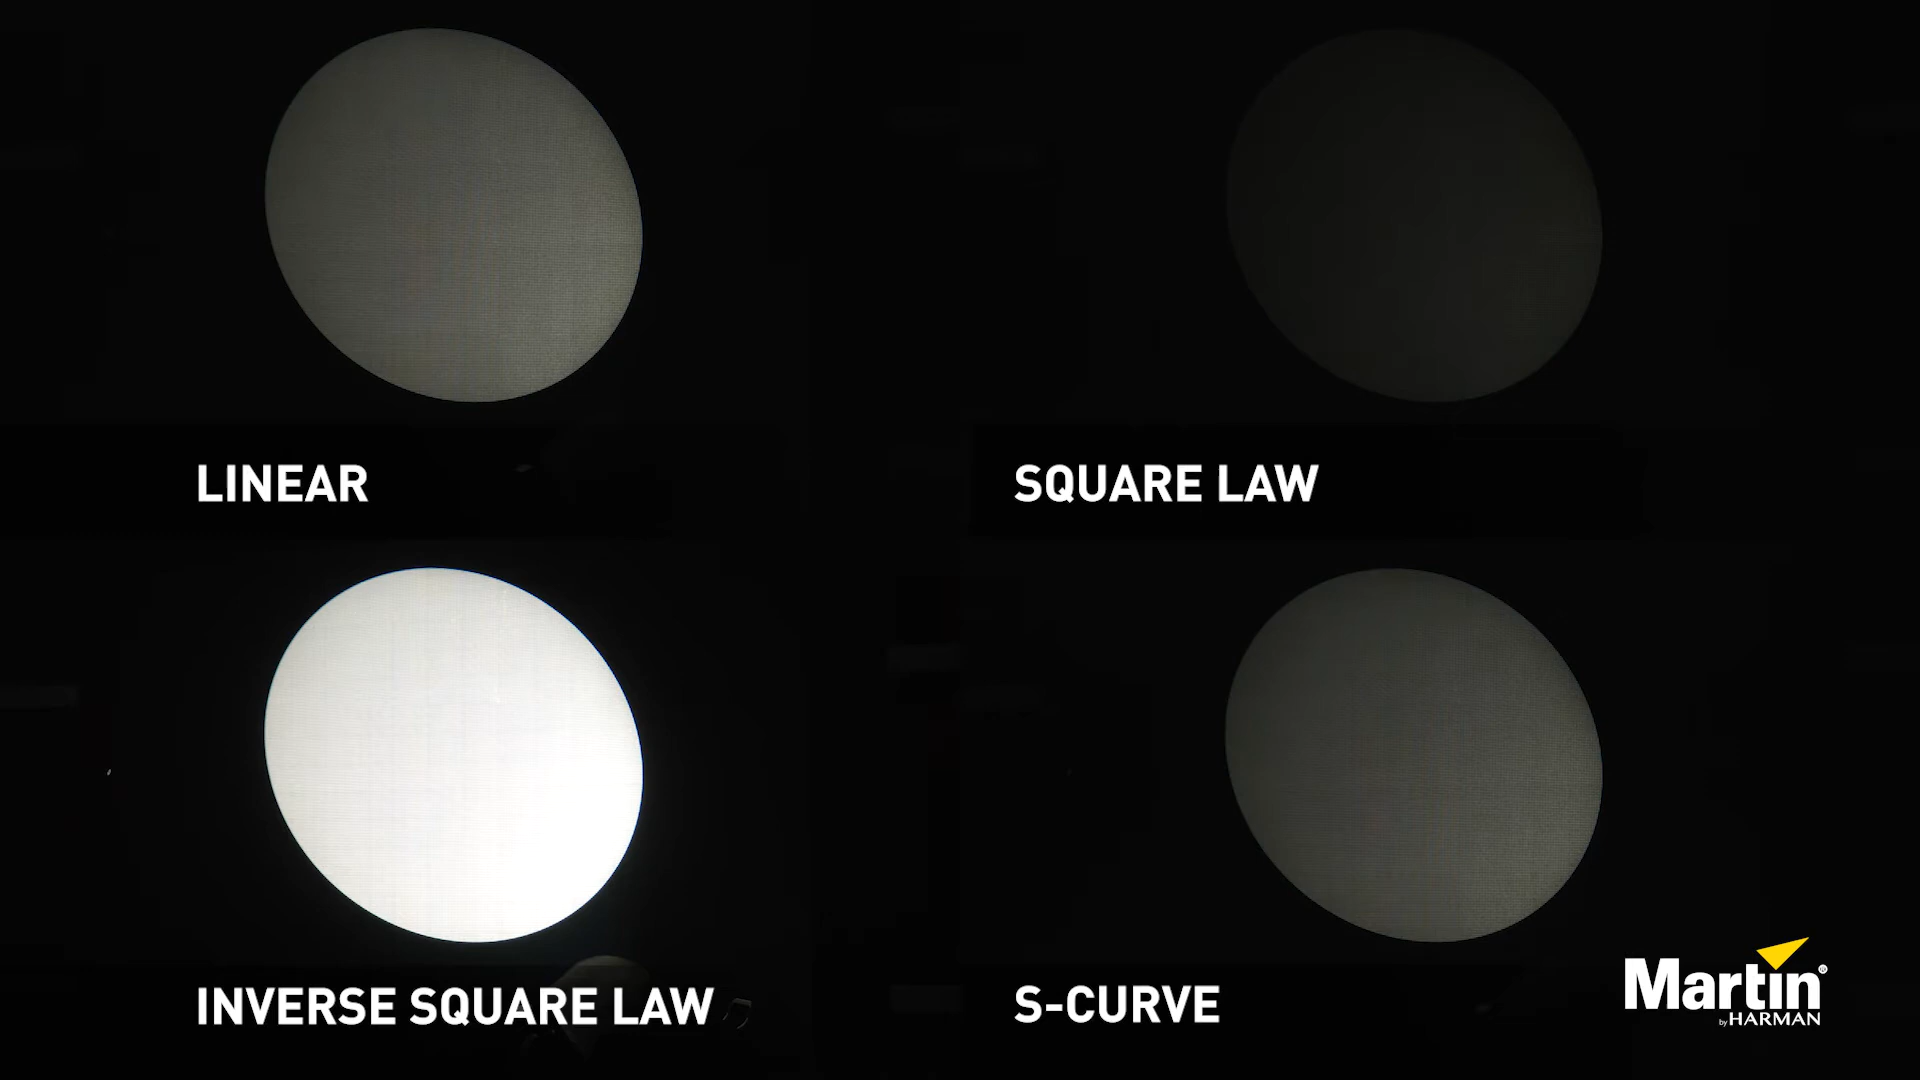 LINEAR
SQUARE LAW
INVERSE SQUARE LAW
S-CURVE
Martin®
by HARMAN